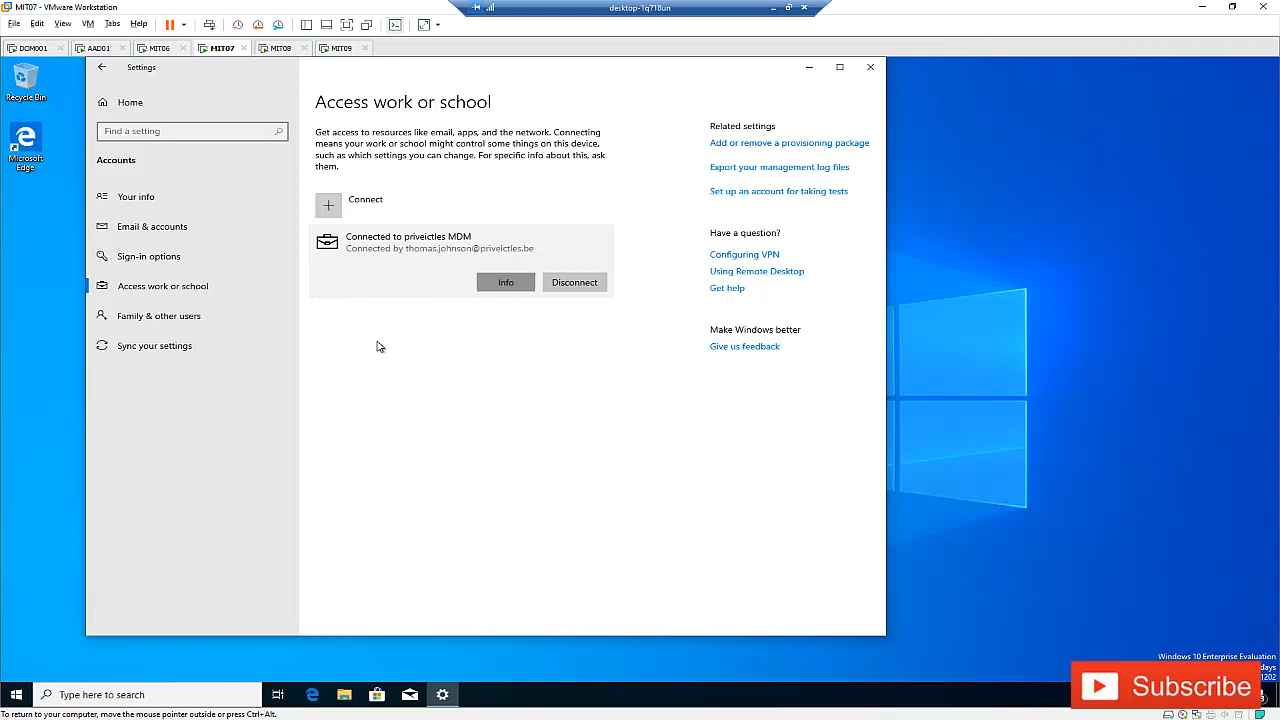 MIT07 - VMware Workstation
desktop-1q718un
File Edit View VM Tabs Help
DOM001 AAD01 MIT06 MIT07 MIT08 MIT09
Recycle Bin
Microsoft
Edge
Settings
Home
Find a setting
Accounts
Your info
Email & accounts
Sign-in options
Access work or school
Family & other users
Sync your settings
Access work or school
Get access to resources like email, apps, and the network. Connecting
means your work or school might control some things on this device,
such as which settings you can change. For specific info about this, ask
them.
Connect
Connected to priveictles MDM
Connected by thomas.johnson@priveictles.be
Info Disconnect
Related settings
Add or remove a provisioning package
Export your management log files
Set up an account for taking tests
Have a question?
Configuring VPN
Using Remote Desktop
Get help
Make Windows better
Give us feedback
Windows 10 Enterprise Evaluation
days
1202
Subscribe
Type here to search
To return to your computer, move the mouse pointer outside or press Ctrl+Alt.